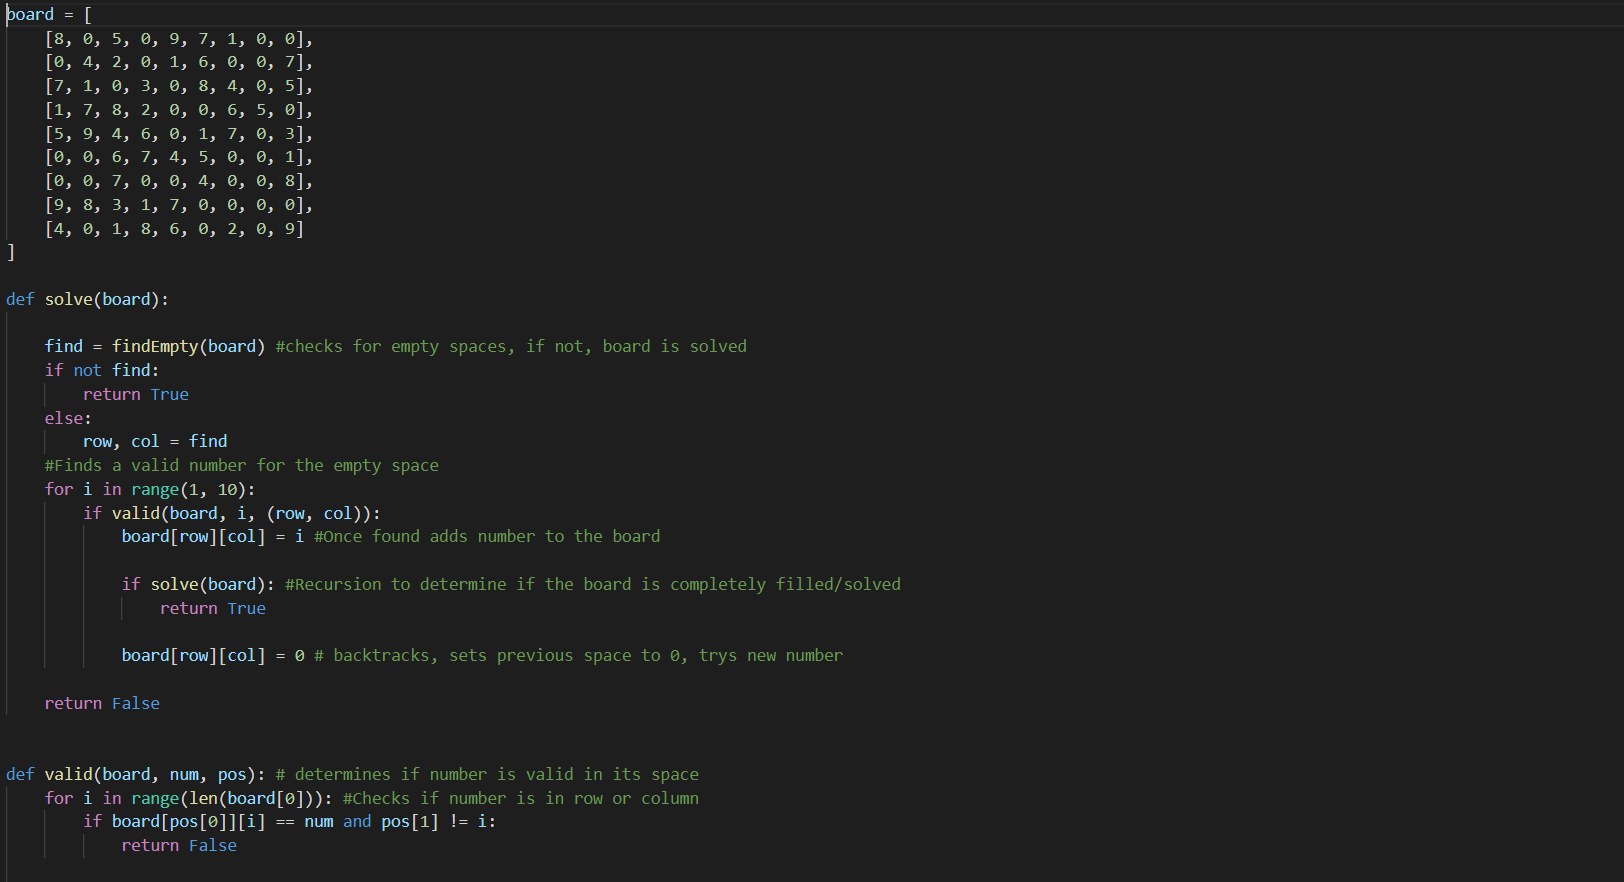 board = [
    [8, 0, 5, 0, 9, 7, 1, 0, 0],
    [0, 4, 2, 0, 1, 6, 0, 0, 7],
    [7, 1, 0, 3, 0, 8, 4, 0, 5],
    [1, 7, 8, 2, 0, 0, 6, 5, 0],
    [5, 9, 4, 6, 0, 1, 7, 0, 3],
    [0, 0, 6, 7, 4, 5, 0, 0, 1],
    [0, 0, 7, 0, 0, 4, 0, 0, 8],
    [9, 8, 3, 1, 7, 0, 0, 0, 0],
    [4, 0, 1, 8, 6, 0, 2, 0, 9]
]
def solve(board):
    find = findEmpty(board) #checks for empty spaces, if not, board is solved
    if not find:
        return True
    else:
        row, col = find
    #Finds a valid number for the empty space
    for i in range(1, 10):
        if valid(board, i, (row, col)):
            board[row][col] = i #Once found adds number to the board
            if solve(board): #Recursion to determine if the board is completely filled/solved
                return True
            board[row][col] = 0 # backtracks, sets previous space to 0, trys new number
    return False
def valid(board, num, pos): # determines if number is valid in its space
    for i in range(len(board[0])): #Checks if number is in row or column
        if board[pos[0]][i] == num and pos[1] != i:
            return False